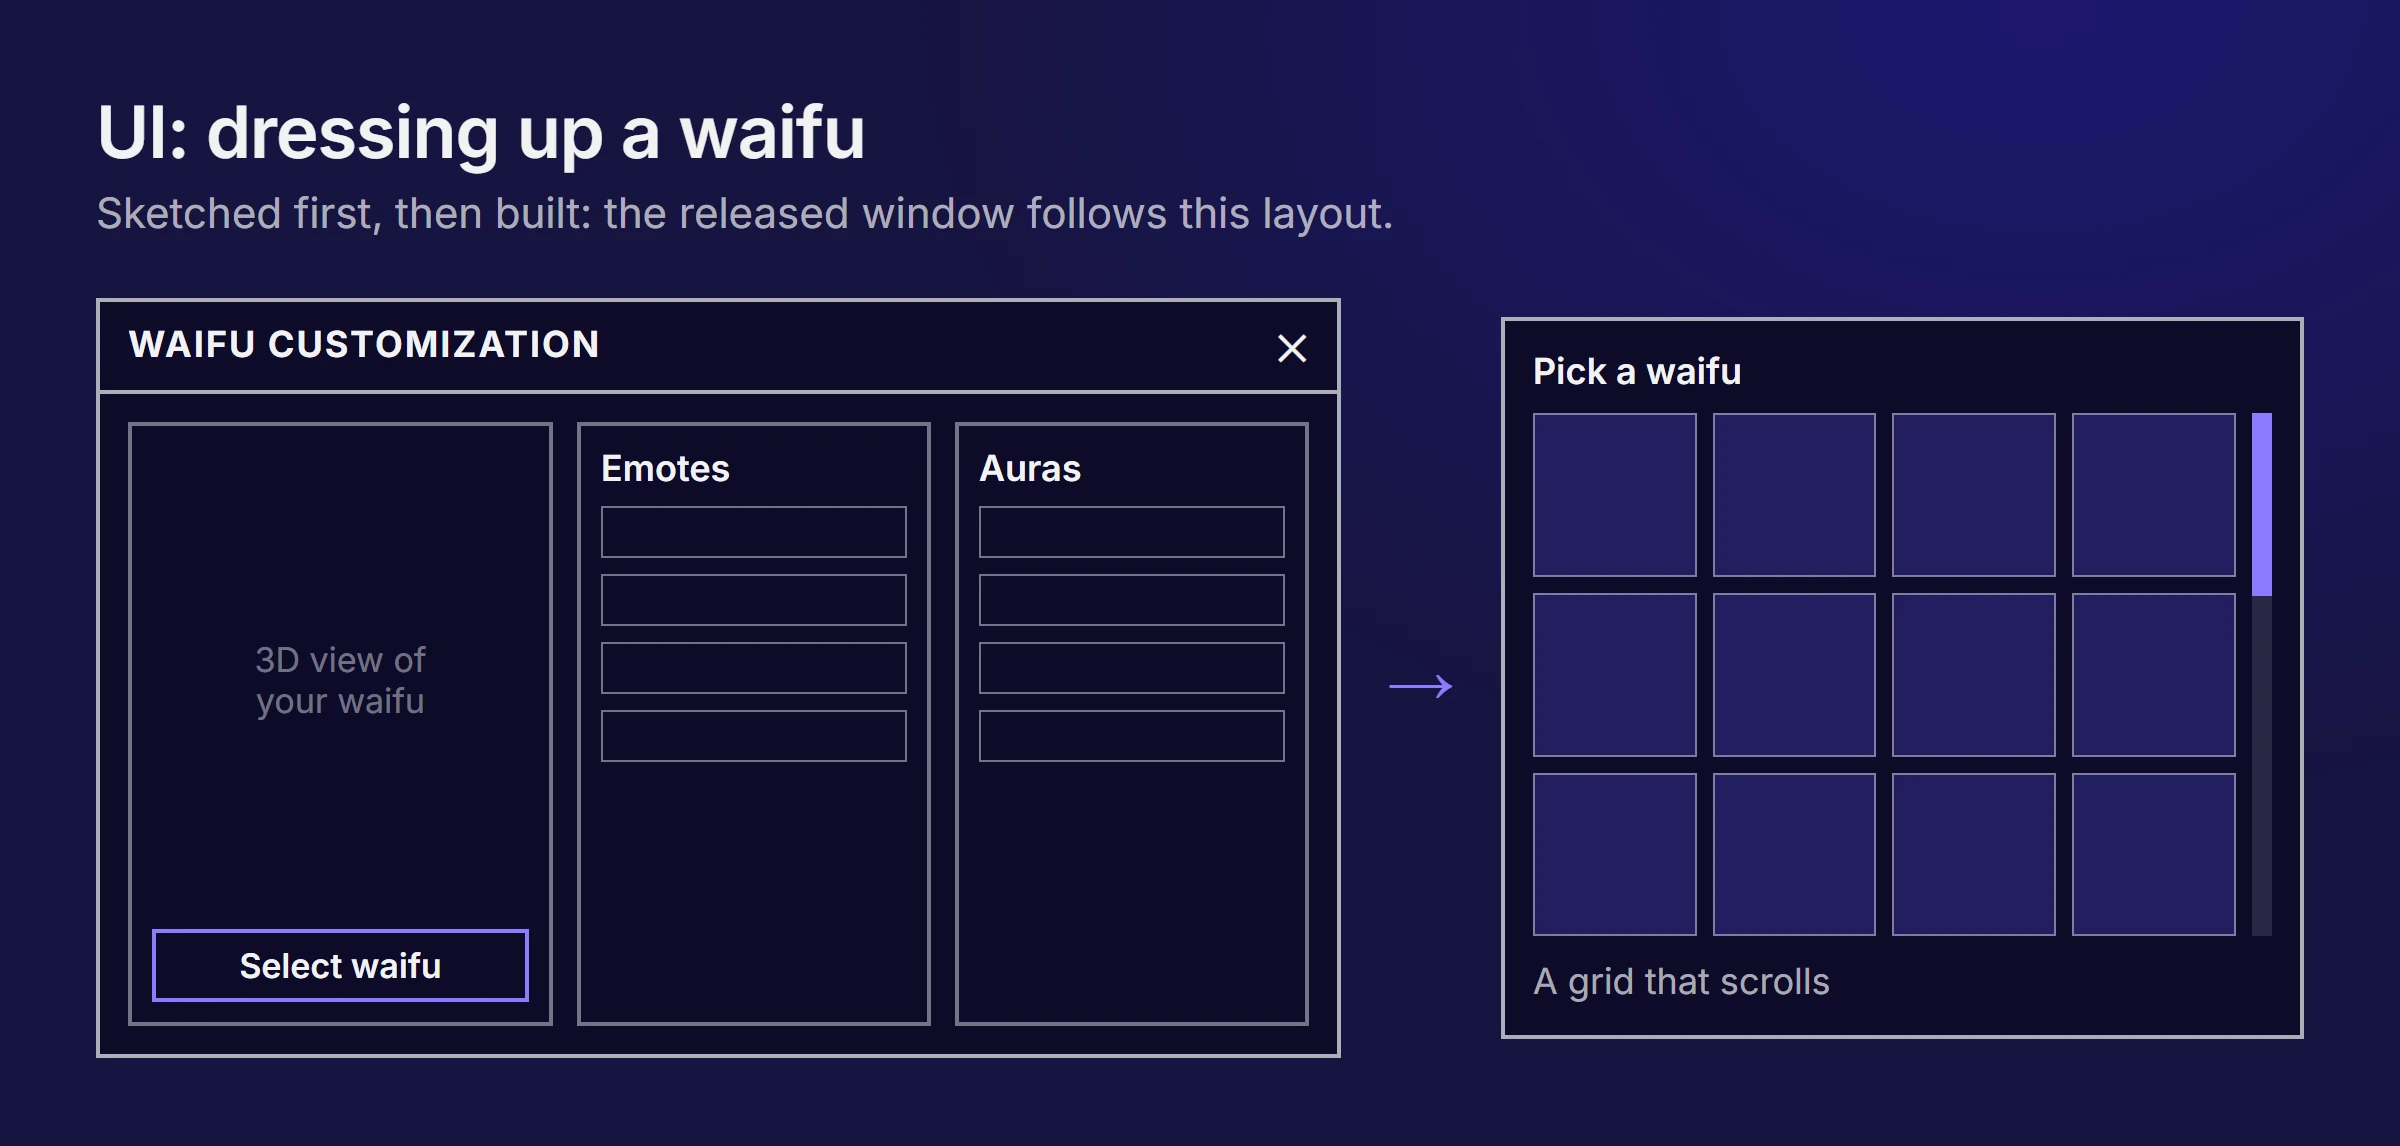 UI: dressing up a waifu
Sketched first, then built: the released window follows this layout.
WAIFU CUSTOMIZATION
3D view of
your waifu
Select waifu
Emotes
Auras
Pick a waifu
A grid that scrolls